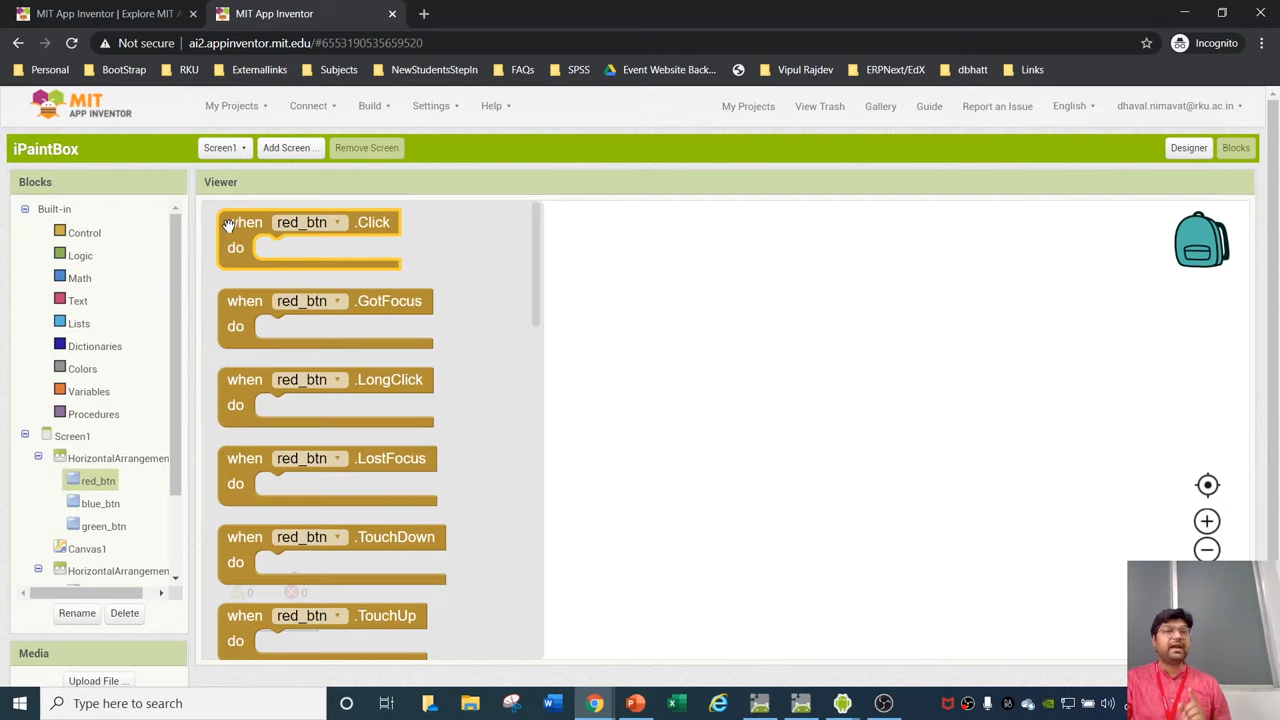 MIT App Inventor | Explore MIT A
MIT App Inventor
Not secure
ai2.appinventor.mit.edu/#6553190535659520
Incognito
Personal
BootStrap
RKU
Externallinks
Subjects
NewStudentsStepIn
FAQs
SPSS
Event Website Back...
Vipul Rajdev
ERPNext/EdX
dbhatt
Links
MIT
APP INVENTOR
My Projects
Connect
Build
Settings
Help
My Projects
View Trash
Gallery
Guide
Report an Issue
English
dhaval.nimavat@rku.ac.in
iPaintBox
Screen1
Add Screen ...
Remove Screen
Designer
Blocks
Blocks
Built-in
Control
Logic
Math
Text
Lists
Dictionaries
Colors
Variables
Procedures
Screen1
HorizontalArrangemen
red_btn
blue_btn
green_btn
Canvas1
HorizontalArrangemen
Rename
Delete
Media
Upload File ...
Viewer
when red_btn .Click
do
when red_btn .GotFocus
do
when red_btn .LongClick
do
when red_btn .LostFocus
do
when red_btn .TouchDown
do
0
0
when red_btn .TouchUp
do
Type here to search